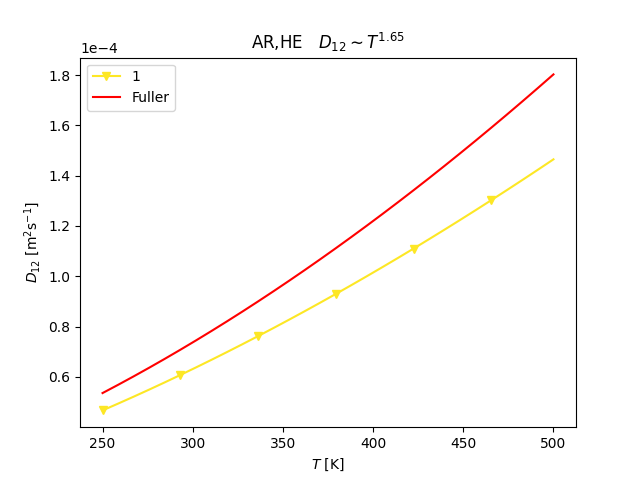 AR,HE D₁₂ ∼ T¹·⁶⁵
1e−4
1
Fuller
1.8
1.6
1.4
1.2
1.0
0.8
0.6
D₁₂ [m²s⁻¹]
250 300 350 400 450 500
T [K]